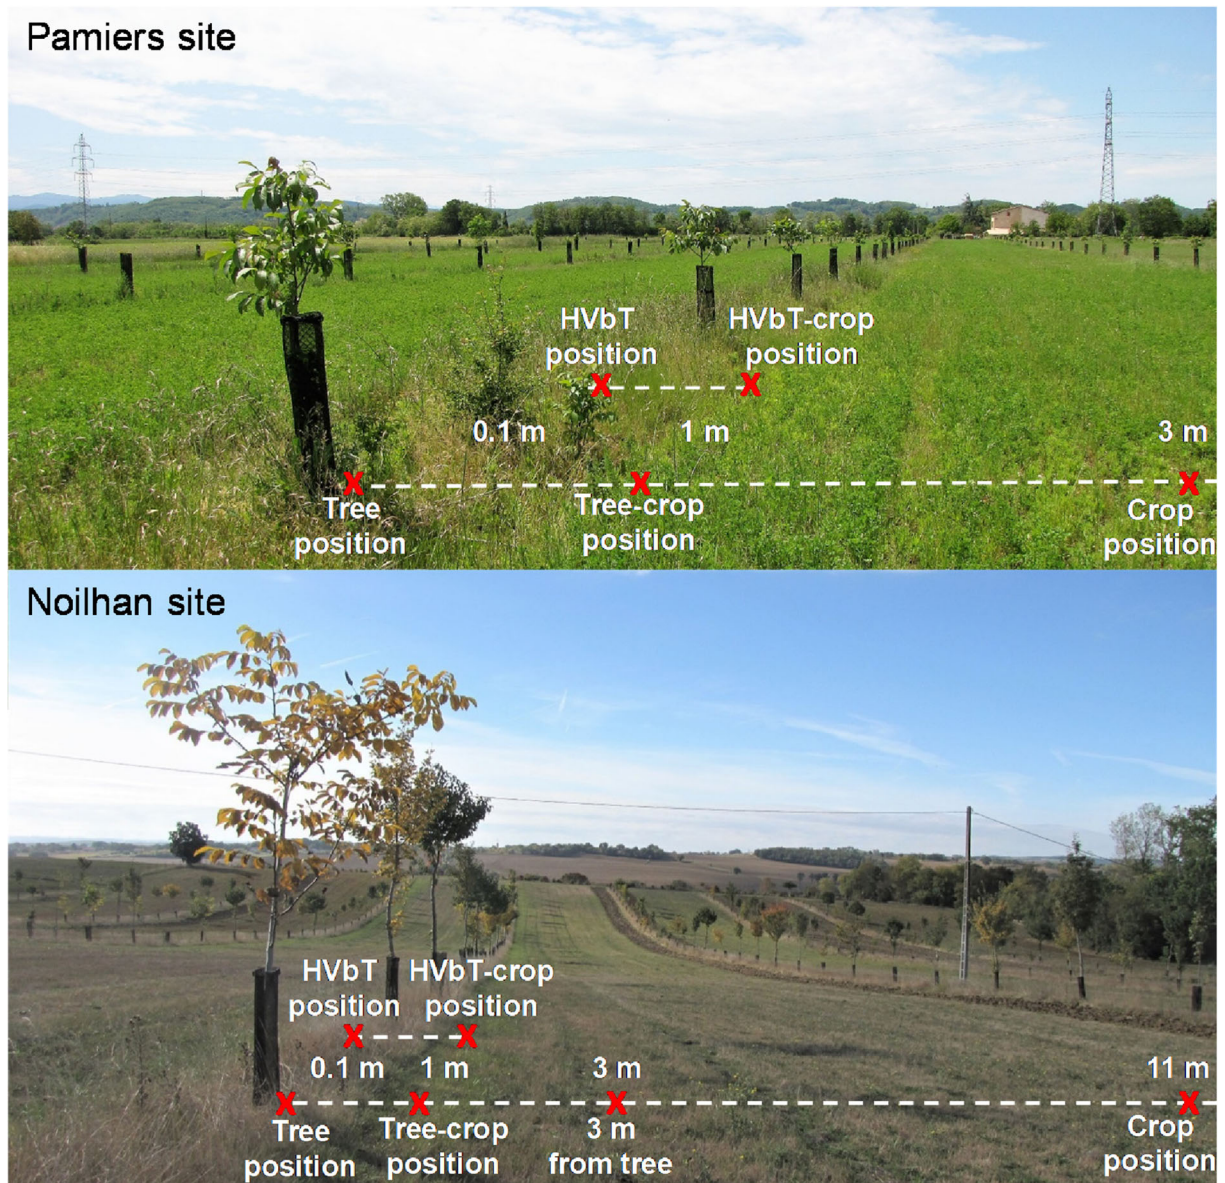 Pamiers site
HVbT
position
HVbT-crop
position
0.1 m
1 m
3 m
Tree
position
Tree-crop
position
Crop
position
Noilhan site
HVbT
position
HVbT-crop
position
0.1 m
1 m
3 m
11 m
Tree
position
Tree-crop
position
3 m
from tree
Crop
position